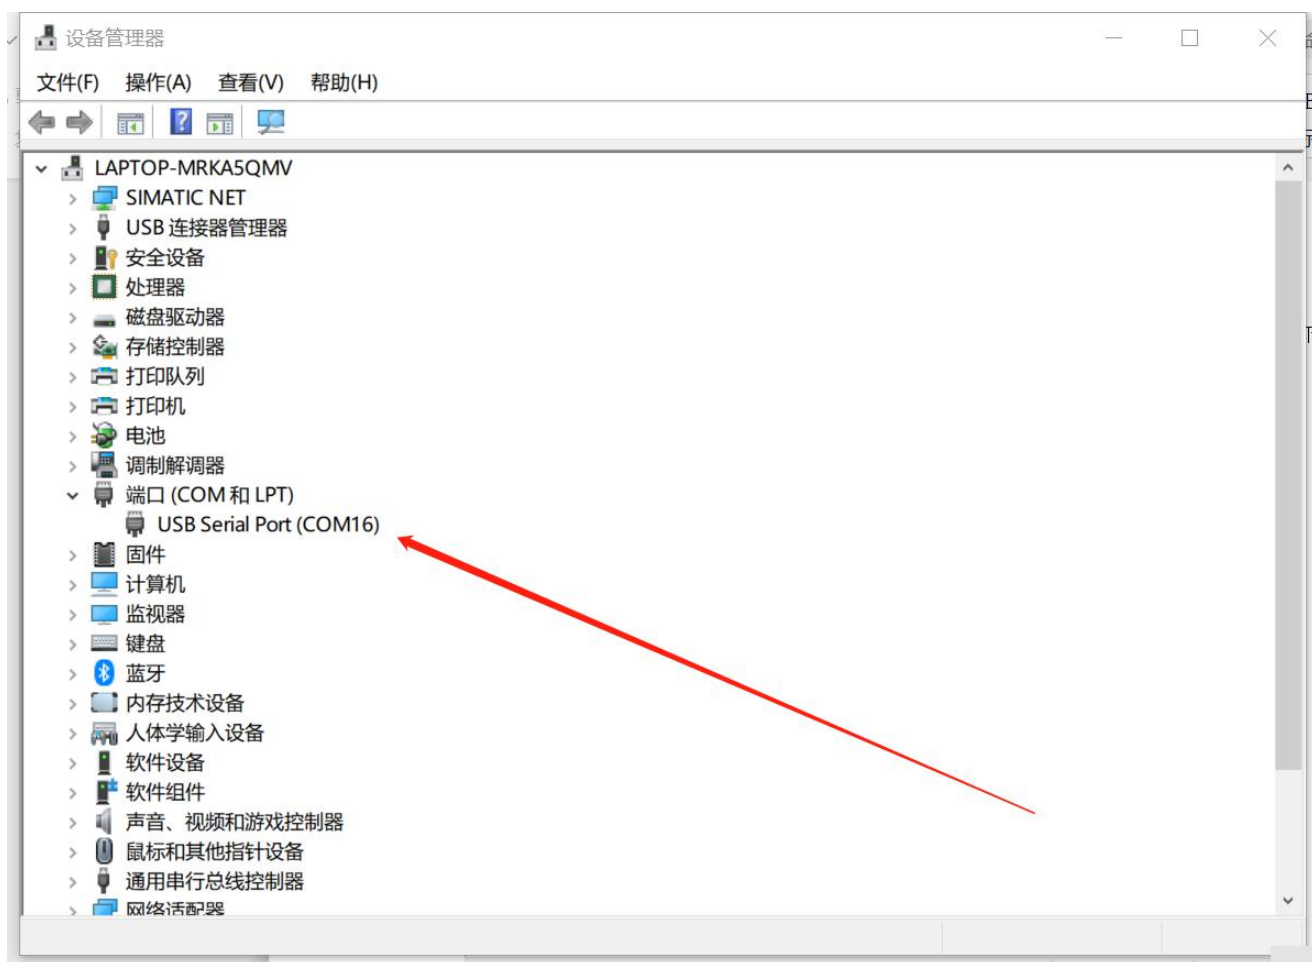 设备管理器
文件(F) 操作(A) 查看(V) 帮助(H)
LAPTOP-MRKA5QMV
SIMATIC NET
USB 连接器管理器
安全设备
处理器
磁盘驱动器
存储控制器
打印队列
打印机
电池
调制解调器
端口 (COM 和 LPT)
USB Serial Port (COM16)
固件
计算机
监视器
键盘
蓝牙
内存技术设备
人体学输入设备
软件设备
软件组件
声音、视频和游戏控制器
鼠标和其他指针设备
通用串行总线控制器
网络适配器